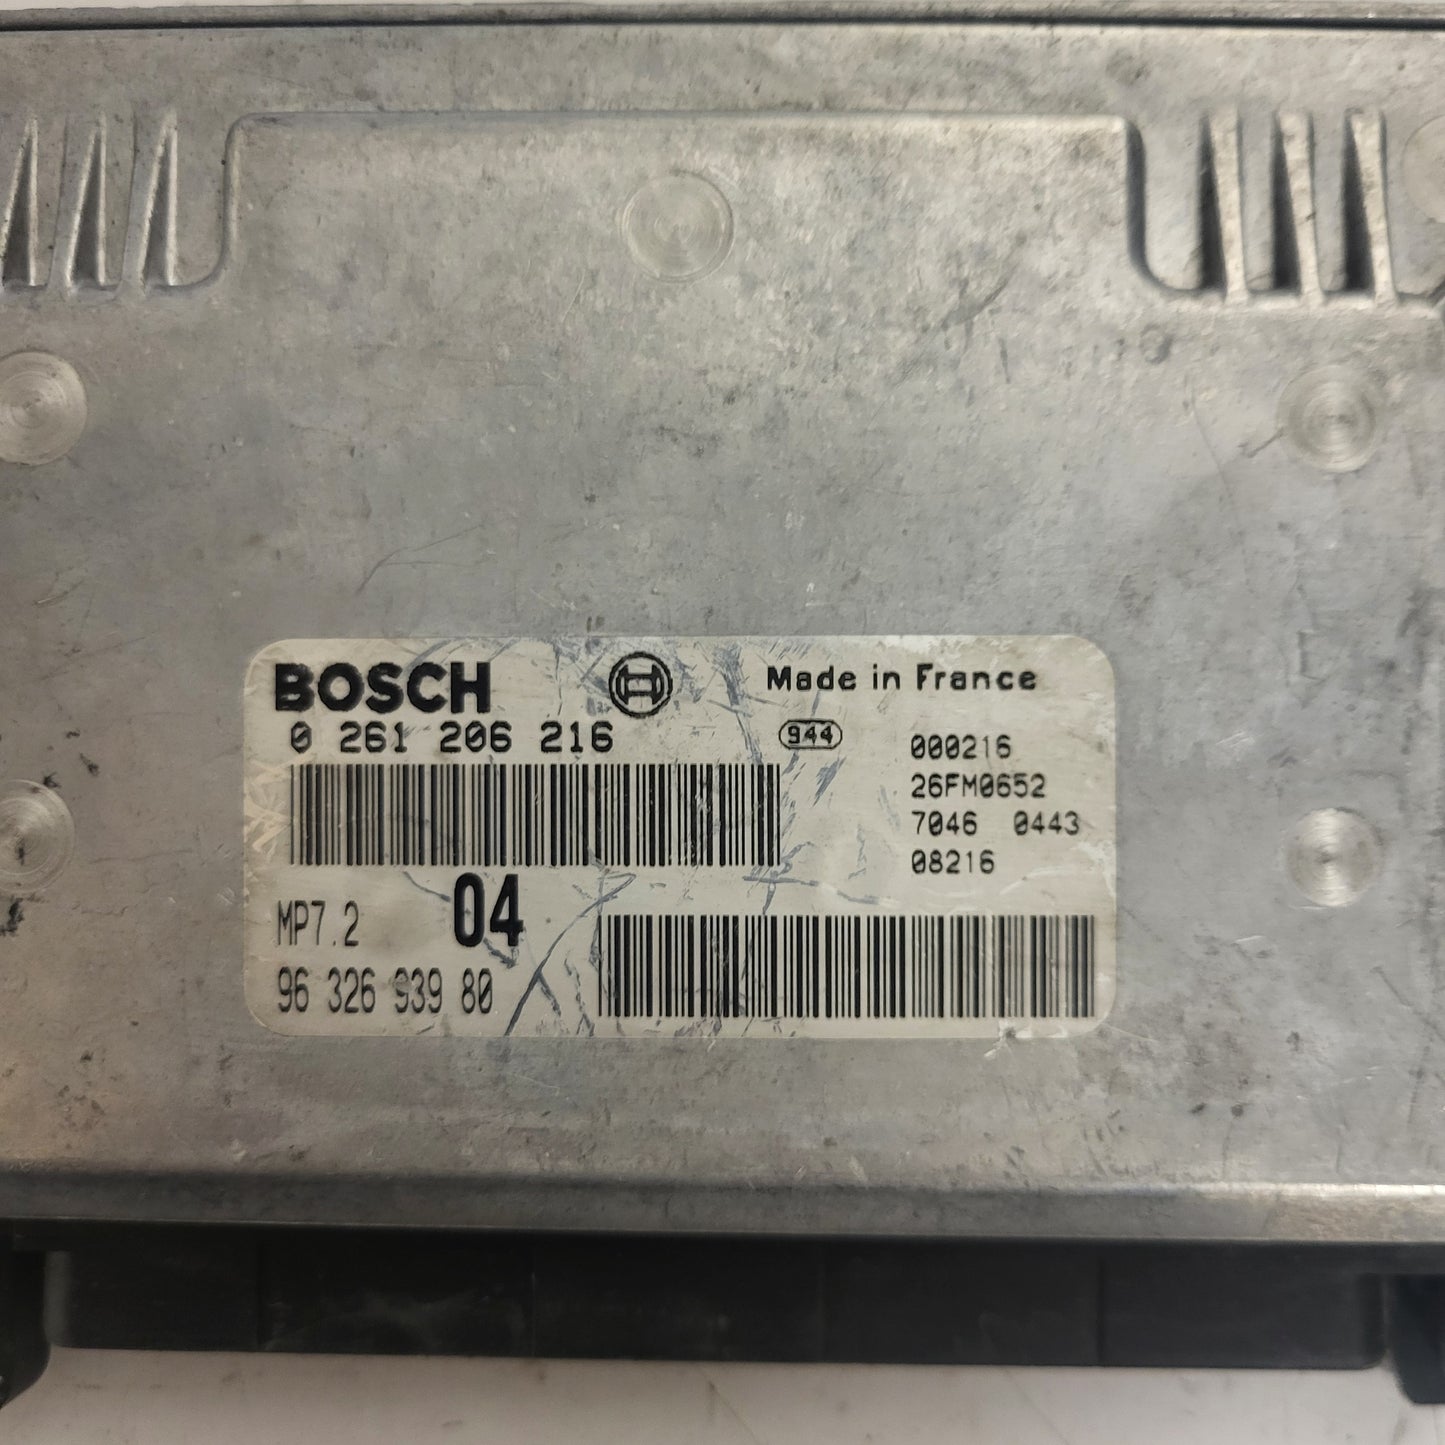 BOSCH
Made in France
0 261 206 216
944
000216
26FM0652
7046 0443
08216
MP7.2 04
96 326 939 80